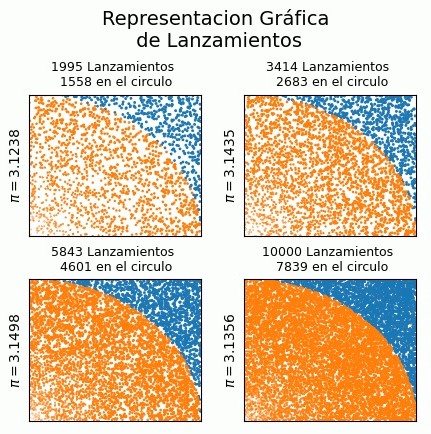 Representacion Gráfica
de Lanzamientos
1995 Lanzamientos
1558 en el circulo
π = 3.1238
3414 Lanzamientos
2683 en el circulo
π = 3.1435
5843 Lanzamientos
4601 en el circulo
π = 3.1498
10000 Lanzamientos
7839 en el circulo
π = 3.1356